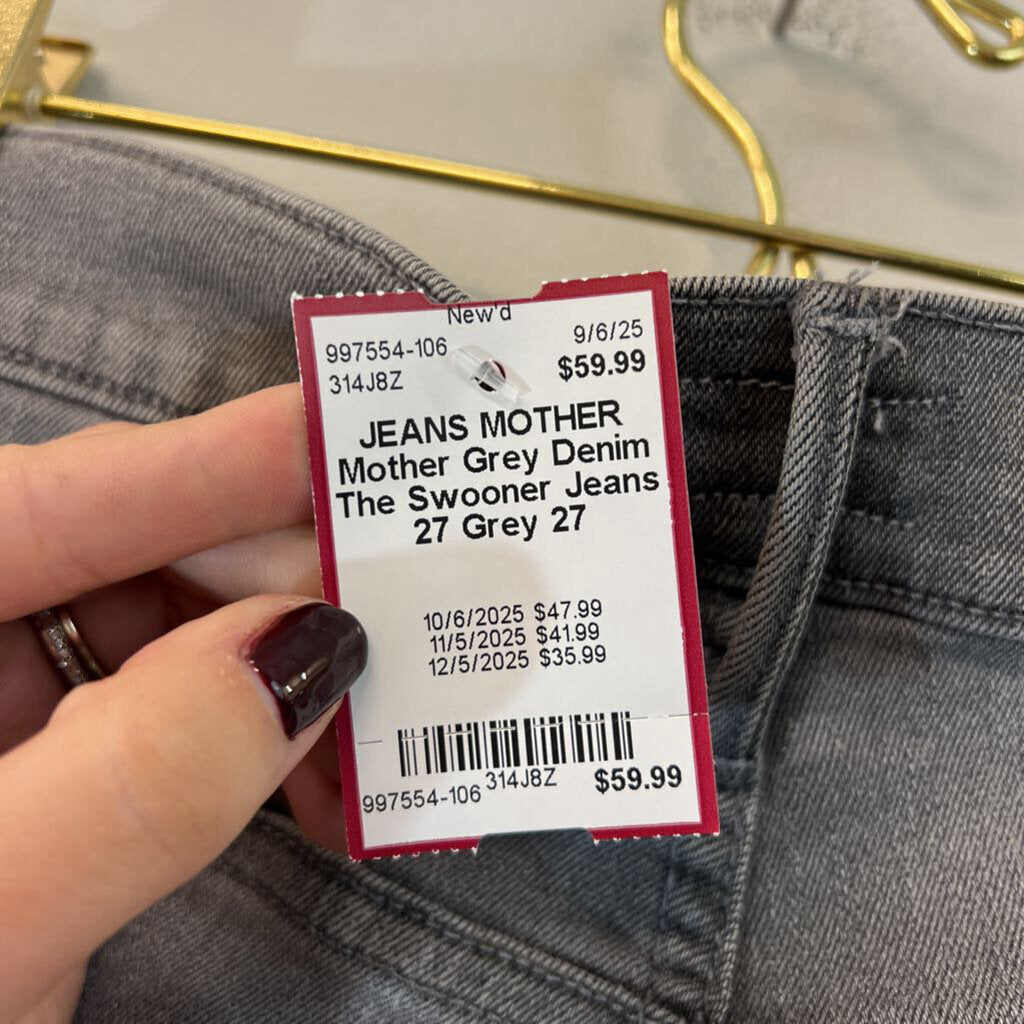 New'd
997554-106 9/6/25
314J8Z $59.99
JEANS MOTHER
Mother Grey Denim
The Swooner Jeans
27 Grey 27
10/6/2025 $47.99
11/5/2025 $41.99
12/5/2025 $35.99
997554-106 314J8Z $59.99